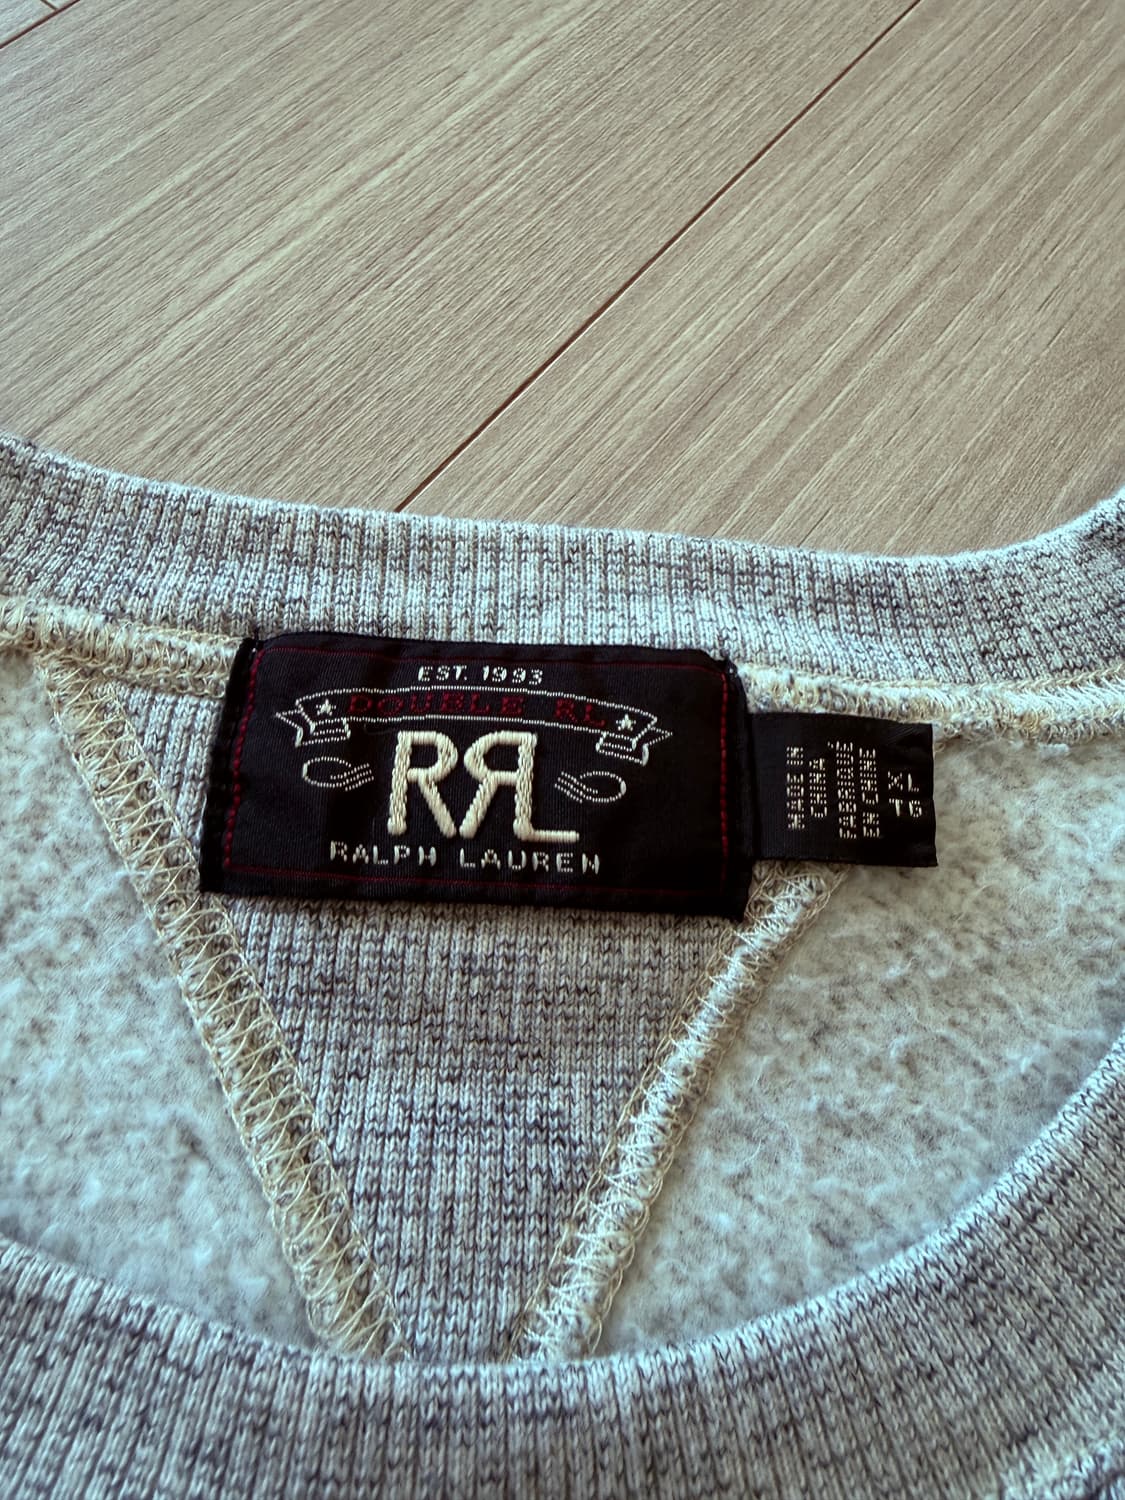 EST. 1993
DOUBLE RL
RRL
RALPH LAUREN
MADE IN
CHINA
FABRIQUÉ
EN CHINE
XL
TG